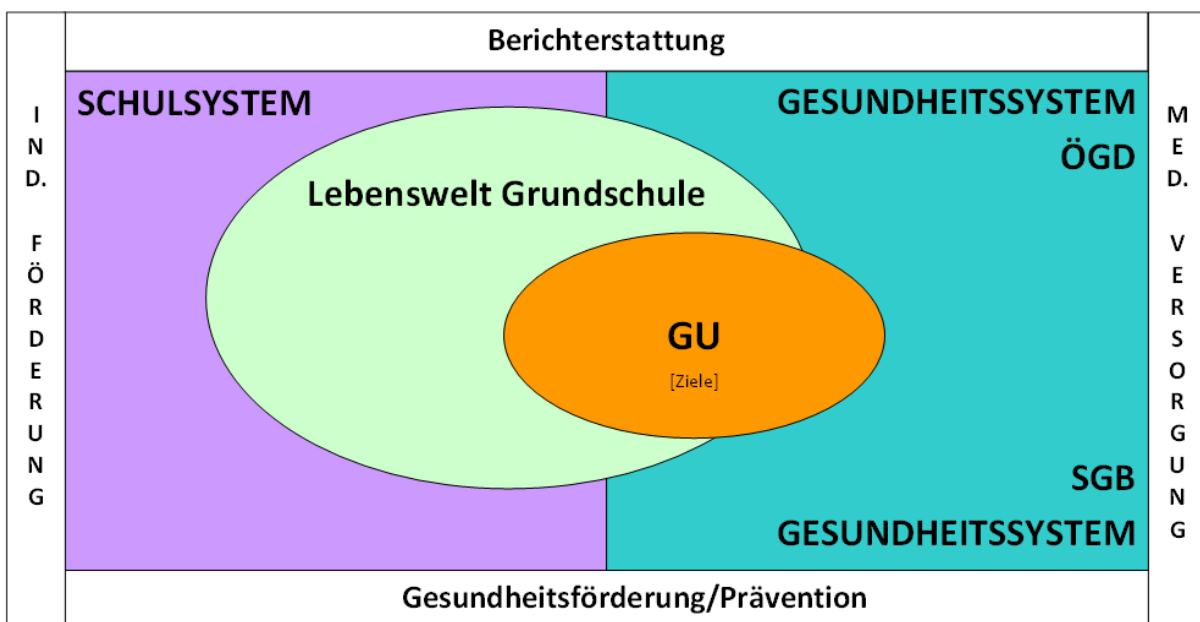 Berichterstattung
IND. FÖRDERUNG
SCHULSYSTEM
GESUNDHEITSSYSTEM
ÖGD
Lebenswelt Grundschule
GU
[Ziele]
SGB
GESUNDHEITSSYSTEM
MED. VERSORGUNG
Gesundheitsförderung/Prävention